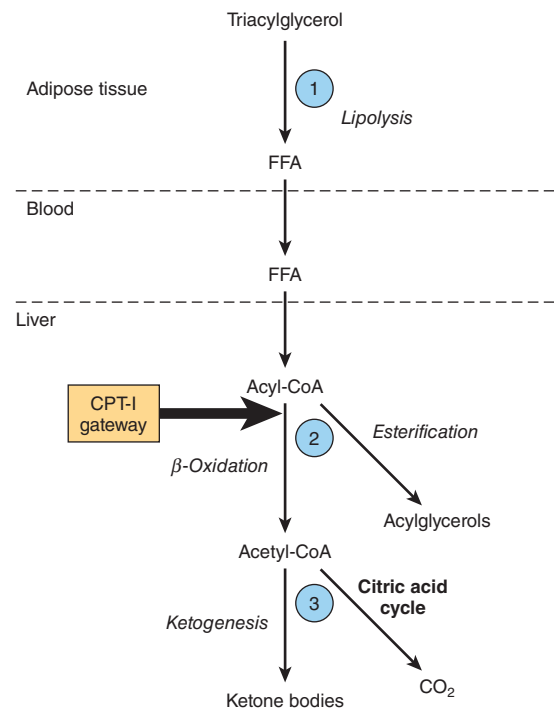 Triacylglycerol
Adipose tissue
1
Lipolysis
FFA
Blood
FFA
Liver
Acyl-CoA
CPT-I
gateway
2
Esterification
β-Oxidation
Acylglycerols
Acetyl-CoA
Citric acid
cycle
3
Ketogenesis
CO₂
Ketone bodies